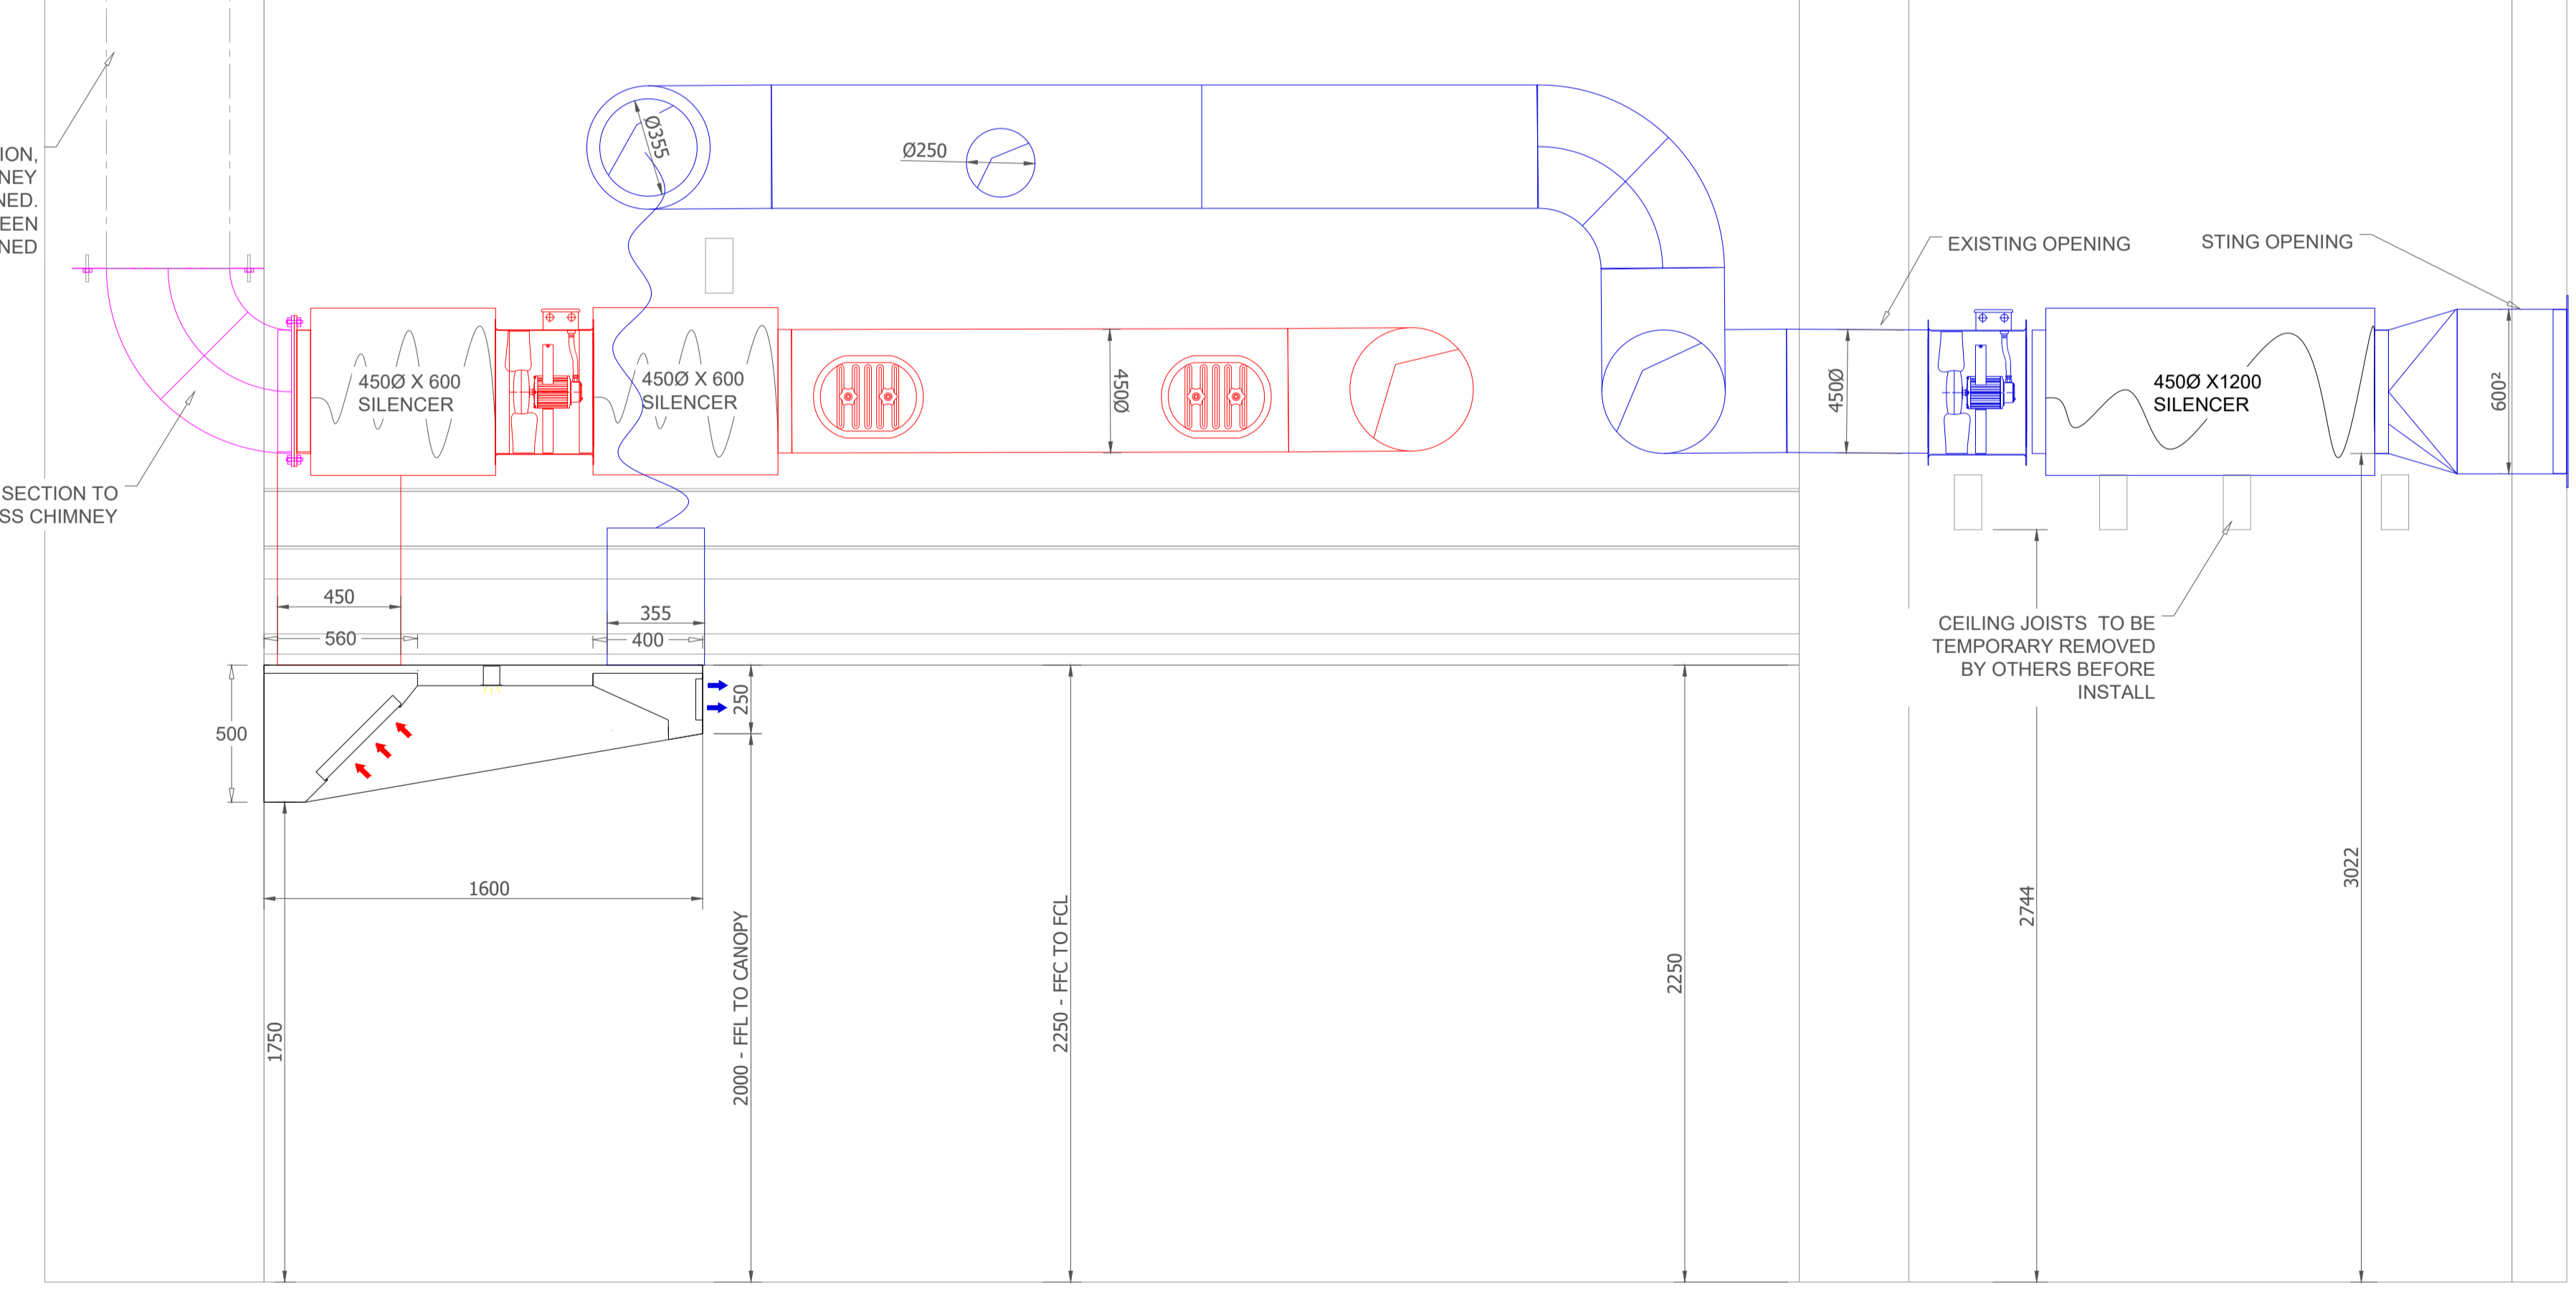 ION,
NEY
NED.
EEN
NED
SECTION TO
SS CHIMNEY
Ø355
Ø250
450Ø X 600
SILENCER
450Ø X 600
SILENCER
450Ø
450Ø
EXISTING OPENING
STING OPENING
450Ø X1200
SILENCER
600²
450
560
355
400
500
250
CEILING JOISTS TO BE
TEMPORARY REMOVED
BY OTHERS BEFORE
INSTALL
1600
1750
2000 - FFL TO CANOPY
2250 - FFC TO FCL
2250
2744
3022